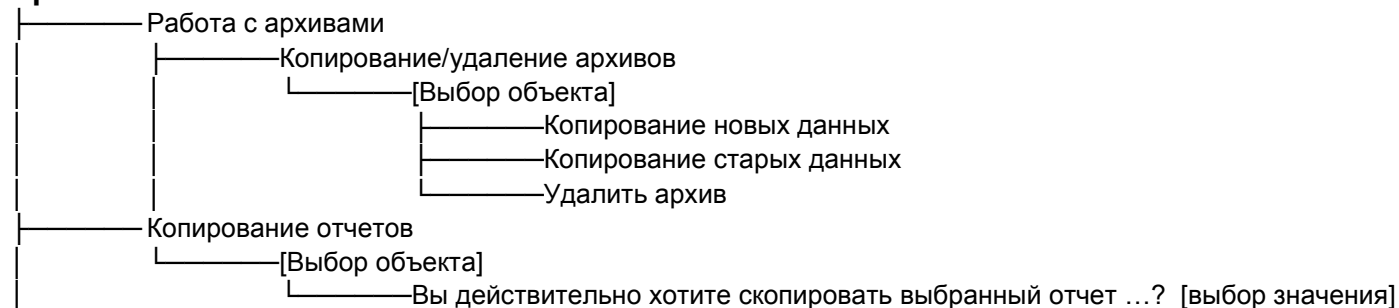 Работа с архивами
Копирование/удаление архивов
[Выбор объекта]
Копирование новых данных
Копирование старых данных
Удалить архив
Копирование отчетов
[Выбор объекта]
Вы действительно хотите скопировать выбранный отчет …? [выбор значения]